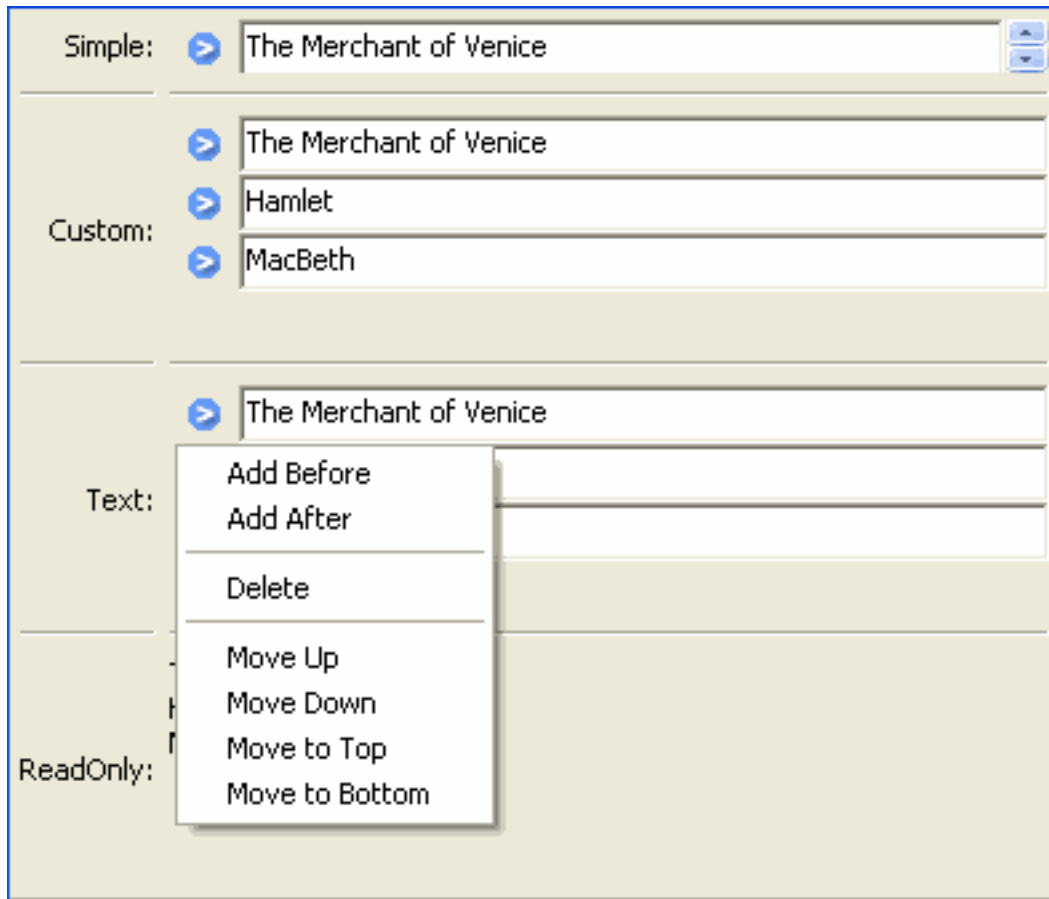 Simple: The Merchant of Venice
The Merchant of Venice
Hamlet
Custom:
MacBeth
The Merchant of Venice
Add Before
Text:
Add After
Delete
Move Up
Move Down
Move to Top
ReadOnly:
Move to Bottom